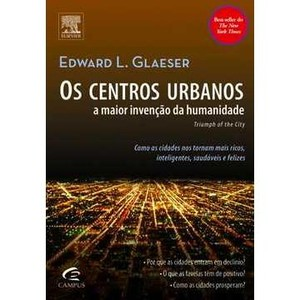 ELSEVIER
Best-seller do
The New
York Times
EDWARD L. GLAESER
OS CENTROS URBANOS
a maior invenção da humanidade
Triumph of the City
Como as cidades nos tornam mais ricos,
inteligentes, saudáveis e felizes
• Por que as cidades entram em declínio?
• O que as favelas têm de positivo?
• Como as cidades prosperam?
CAMPUS